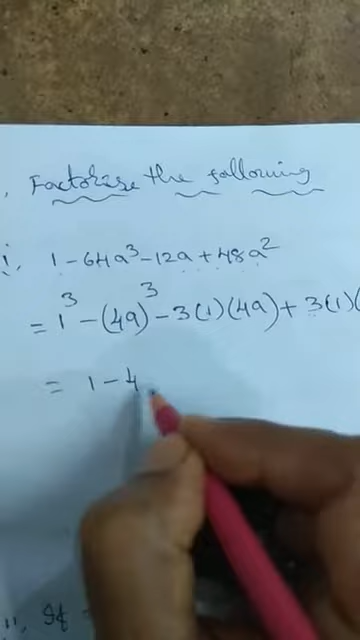 Factorise the following
i, 1 - 64a³ - 12a + 48a²
= 1³ - (4a)³ - 3(1)(4a) + 3(1)(
= 1 - 4
ii, If